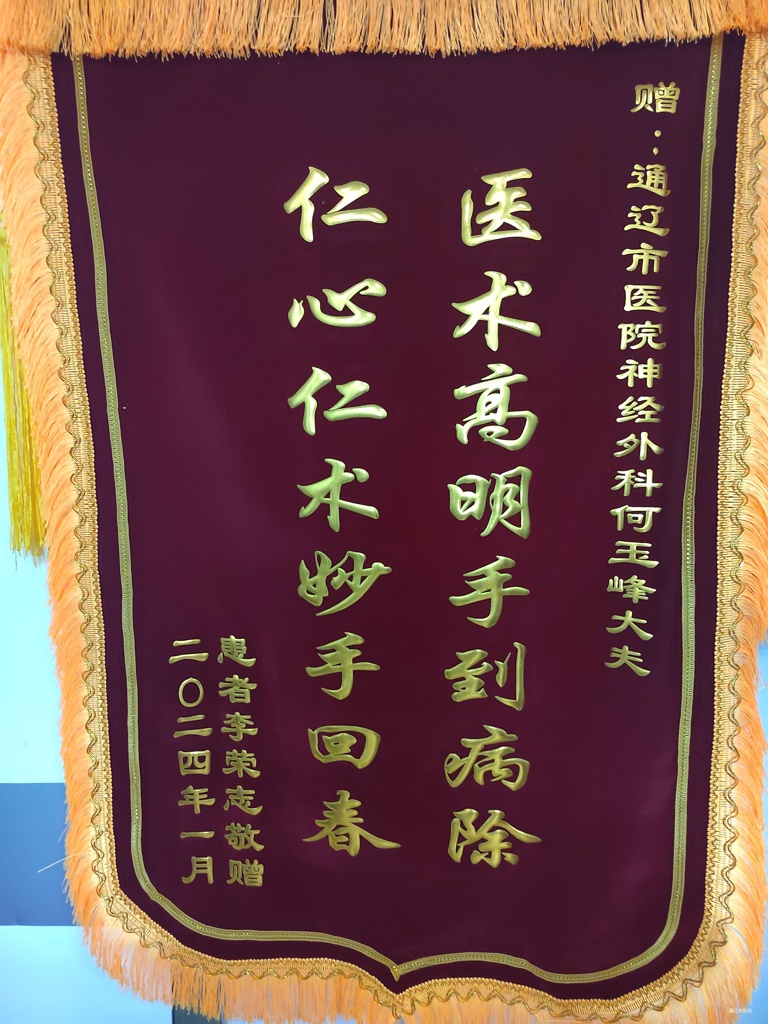 赠：通辽市医院神经外科何玉峰大夫
医术高明手到病除
仁心仁术妙手回春
患者李荣志敬赠
二〇二四年一月